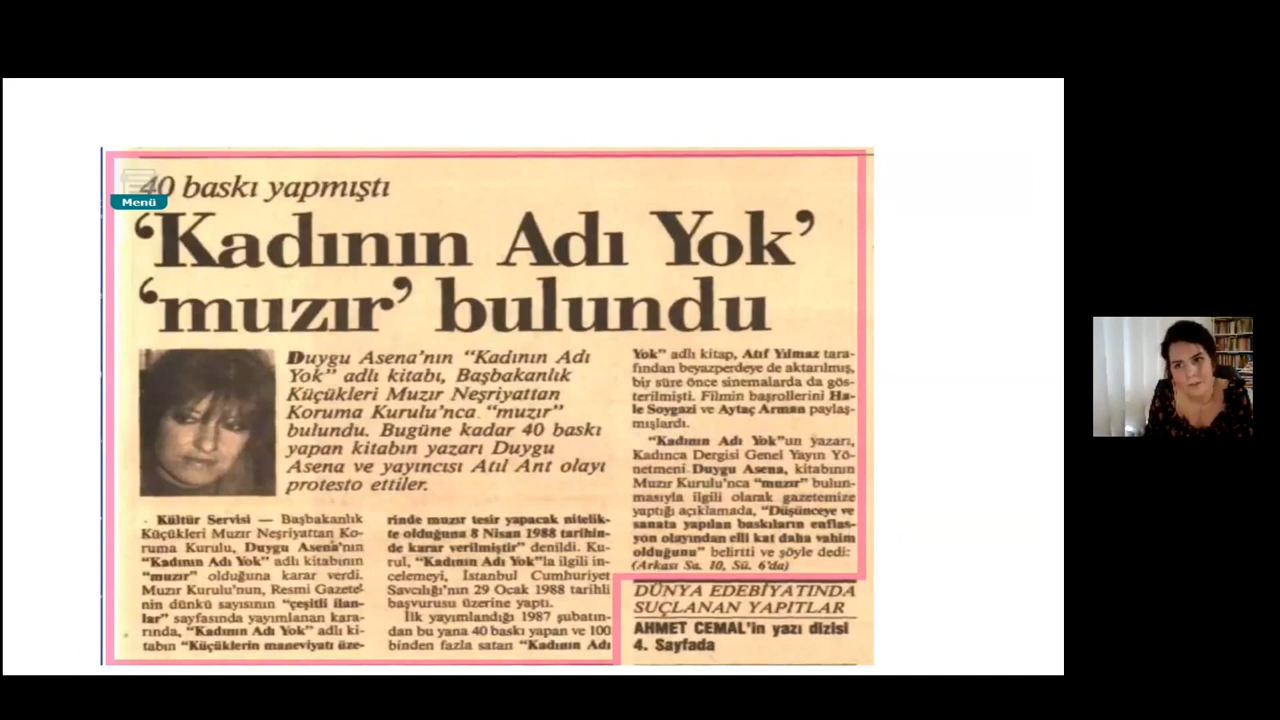 40 baskı yapmıştı
Menü
‘Kadının Adı Yok’
‘muzır’ bulundu
Duygu Asena’nın “Kadının Adı
Yok” adlı kitabı, Başbakanlık
Küçükleri Muzır Neşriyattan
Koruma Kurulu’nca “muzır”
bulundu. Bugüne kadar 40 baskı
yapan kitabın yazarı Duygu
Asena ve yayıncısı Atıl Ant olayı
protesto ettiler.
Kültür Servisi — Başbakanlık
Küçükleri Muzır Neşriyattan Ko-
ruma Kurulu, Duygu Asena’nın
“Kadının Adı Yok” adlı kitabının
“muzır” olduğuna karar verdi.
Muzır Kurulu’nun, Resmi Gazete-
nin dünkü sayısının “çeşitli ilan-
lar” sayfasında yayımlanan kara-
rında, “Kadının Adı Yok” adlı ki-
tabın “Küçüklerin maneviyatı üze-
rinde muzır tesir yapacak nitelik-
te olduğuna 8 Nisan 1988 tarihin-
de karar verilmiştir” denildi. Ku-
rul, “Kadının Adı Yok”la ilgili in-
celemeyi, İstanbul Cumhuriyet
Savcılığı’nın 29 Ocak 1988 tarihli
başvurusu üzerine yaptı.
İlk yayımlandığı 1987 şubatın-
dan bu yana 40 baskı yapan ve 100
binden fazla satan “Kadının Adı
Yok” adlı kitap, Atıf Yılmaz tara-
fından beyazperdeye de aktarılmış,
bir süre önce sinemalarda da gös-
terilmişti. Filmin başrollerini Ha-
le Soygazi ve Aytaç Arman paylaş-
mışlardı.
“Kadının Adı Yok”un yazarı,
Kadınca Dergisi Genel Yayın Yö-
netmeni Duygu Asena, kitabının
Muzır Kurulu’nca “muzır” bulun-
masıyla ilgili olarak gazetemize
yaptığı açıklamada, “Düşünceye ve
sanata yapılan baskıların enflas-
yon olayından elli kat daha vahim
olduğunu” belirtti ve şöyle dedi:
(Arkası Sa. 10, Sü. 6’da)
DÜNYA EDEBİYATINDA
SUÇLANAN YAPITLAR
AHMET CEMAL’in yazı dizisi
4. Sayfada